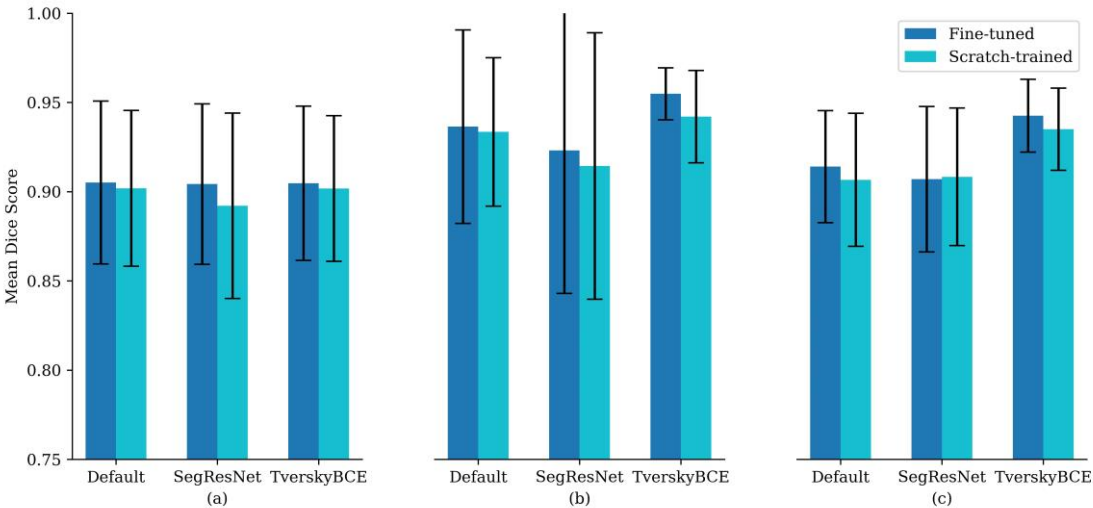 Mean Dice Score
1.00
0.95
0.90
0.85
0.80
0.75
Fine-tuned
Scratch-trained
Default SegResNet TverskyBCE
(a)
Default SegResNet TverskyBCE
(b)
Default SegResNet TverskyBCE
(c)